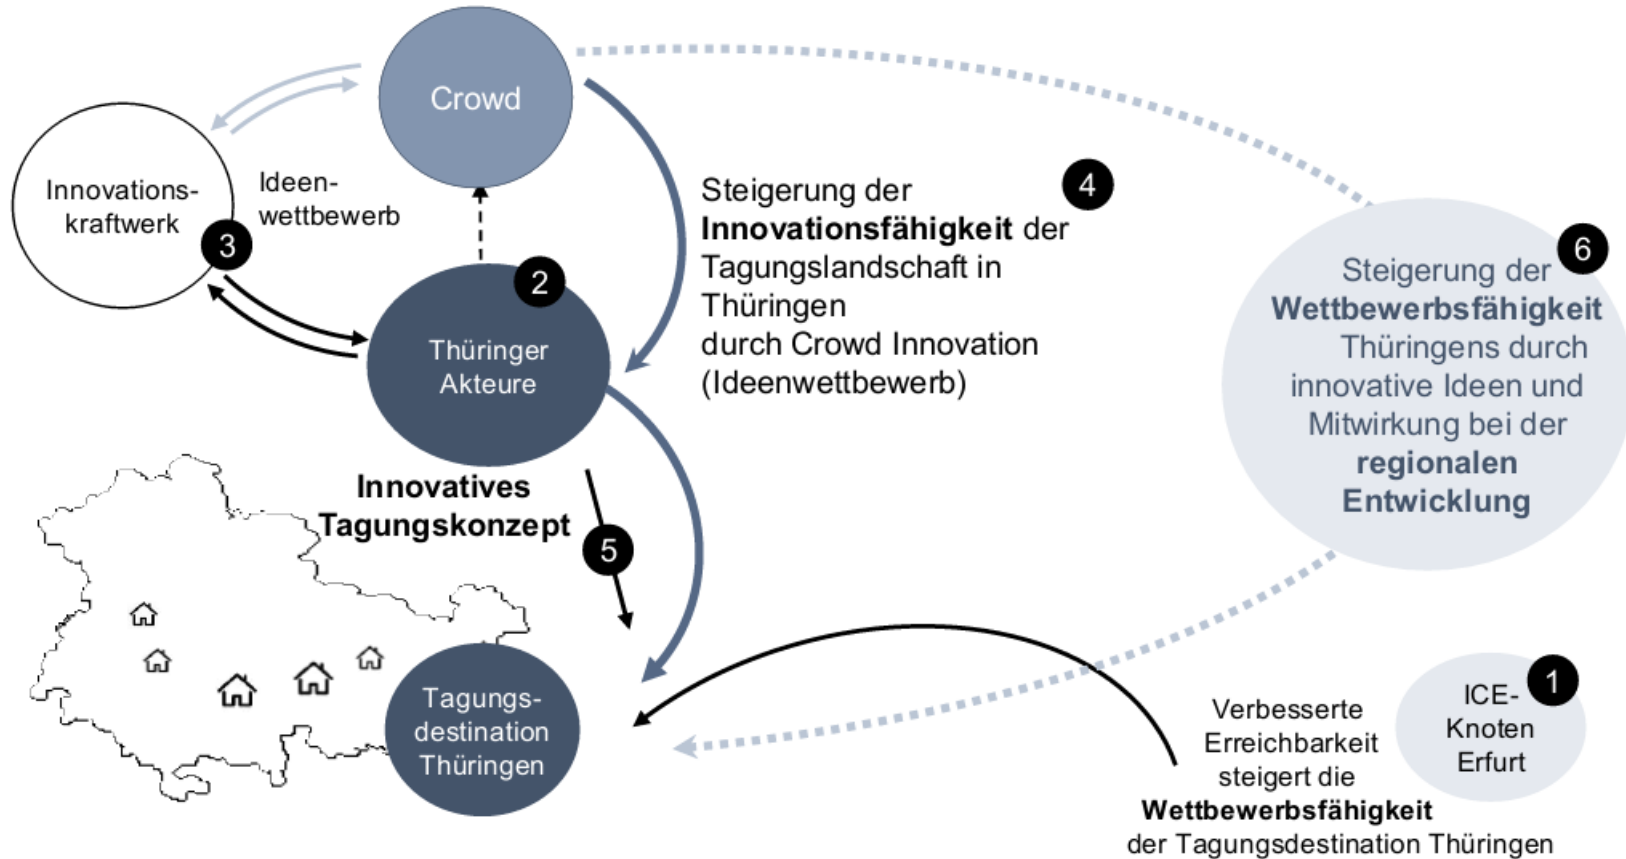 Crowd
Innovations-
kraftwerk
3
Ideen-
wettbewerb
2
Thüringer
Akteure
4
Steigerung der
Innovationsfähigkeit der
Tagungslandschaft in
Thüringen
durch Crowd Innovation
(Ideenwettbewerb)
6
Steigerung der
Wettbewerbsfähigkeit
Thüringens durch
innovative Ideen und
Mitwirkung bei der
regionalen
Entwicklung
Innovatives
Tagungskonzept
5
Tagungs-
destination
Thüringen
Verbesserte
Erreichbarkeit
steigert die
Wettbewerbsfähigkeit
der Tagungsdestination Thüringen
1
ICE-
Knoten
Erfurt